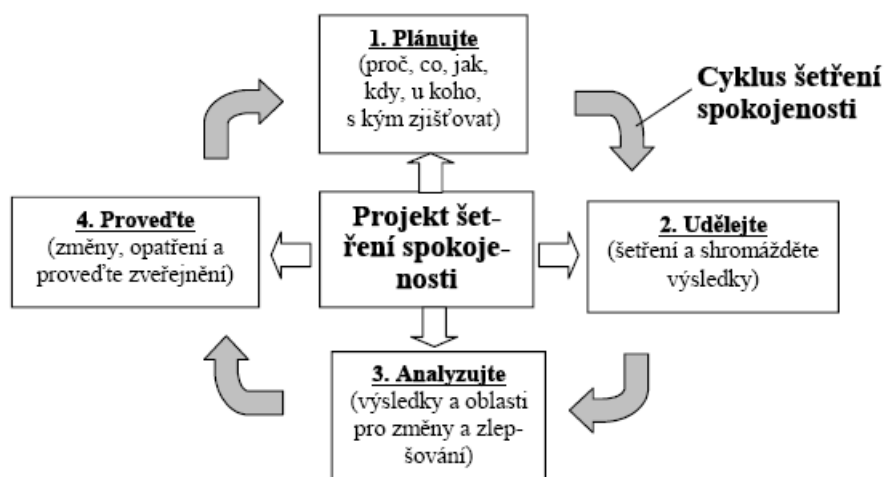 1. Plánujte
(proč, co, jak,
kdy, u koho,
s kým zjišťovat)
Cyklus šetření
spokojenosti
4. Proveďte
(změny, opatření a
proveďte zveřejnění)
Projekt šet-
ření spokoje-
nosti
2. Udělejte
(šetření a shromážděte
výsledky)
3. Analyzujte
(výsledky a oblasti
pro změny a zlep-
šování)